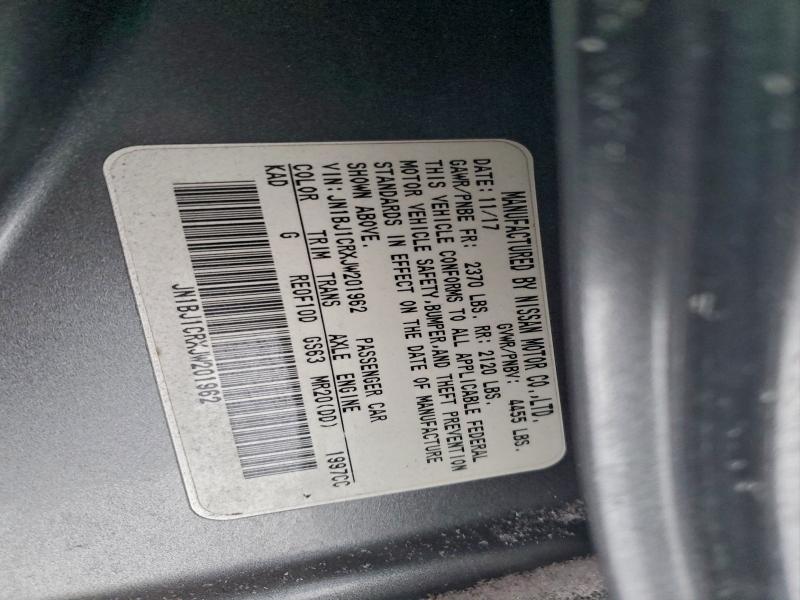 MANUFACTURED BY NISSAN MOTOR CO.,LTD.
DATE: 11/17 GVWR/PNBV: 4455 LBS.
GAWR/PNBE FR: 2370 LBS. RR: 2120 LBS.
THIS VEHICLE CONFORMS TO ALL APPLICABLE FEDERAL
MOTOR VEHICLE SAFETY,BUMPER,AND THEFT PREVENTION
STANDARDS IN EFFECT ON THE DATE OF MANUFACTURE
SHOWN ABOVE.
VIN: JN1BJ1CRXJW201962 PASSENGER CAR
COLOR TRIM TRANS AXLE ENGINE
KAD G RE0F10D GS63 MR20(DD) 1997CC
JN1BJ1CRXJW201962